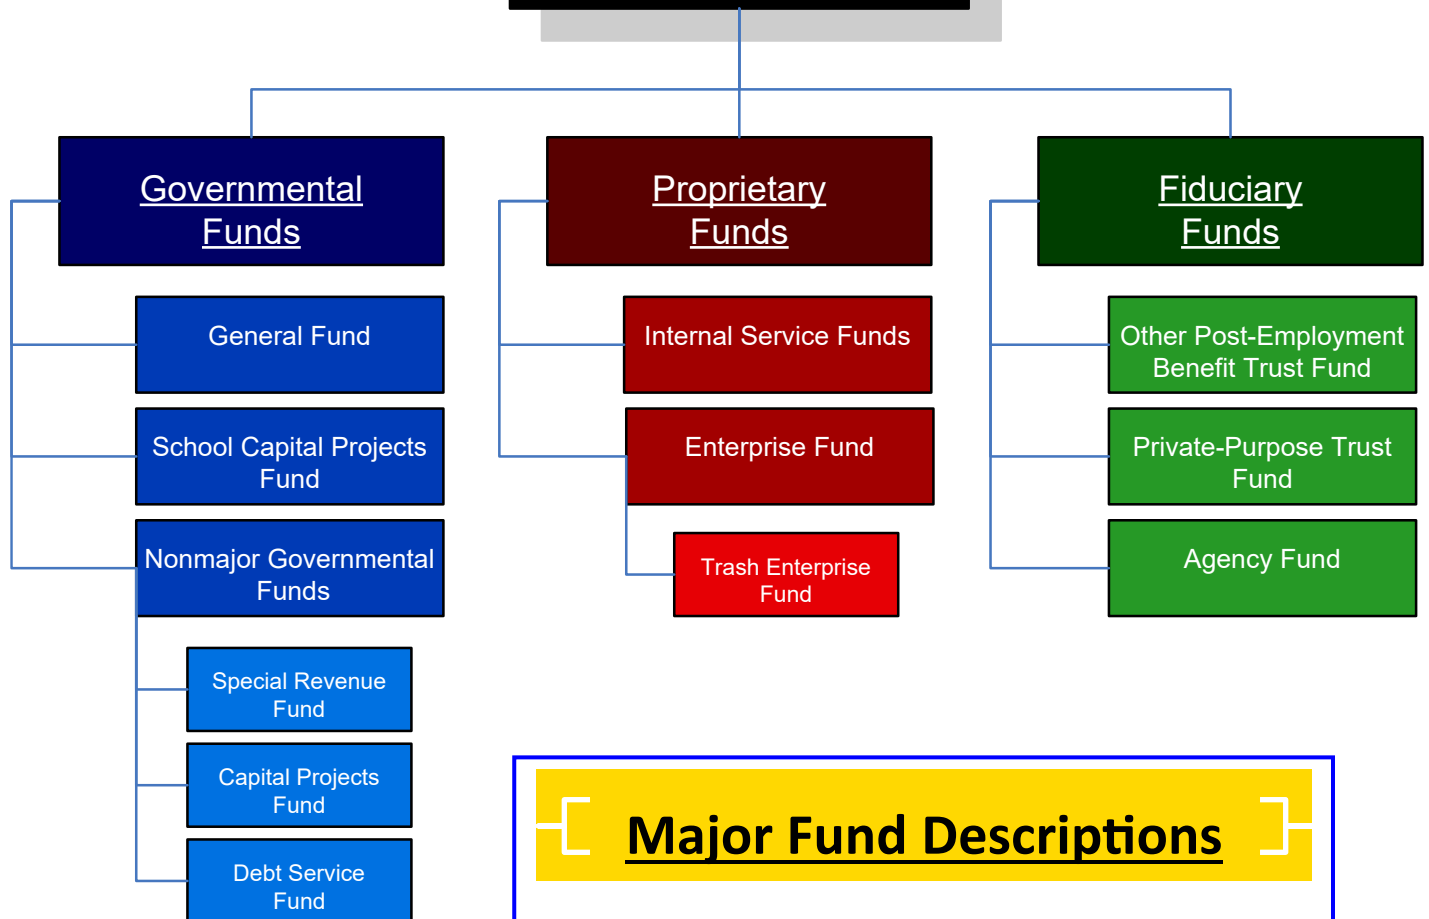 Governmental
Funds
General Fund
School Capital Projects
Fund
Nonmajor Governmental
Funds
Special Revenue
Fund
Capital Projects
Fund
Debt Service
Fund
Proprietary
Funds
Internal Service Funds
Enterprise Fund
Trash Enterprise
Fund
Fiduciary
Funds
Other Post-Employment
Benefit Trust Fund
Private-Purpose Trust
Fund
Agency Fund
Major Fund Descriptions